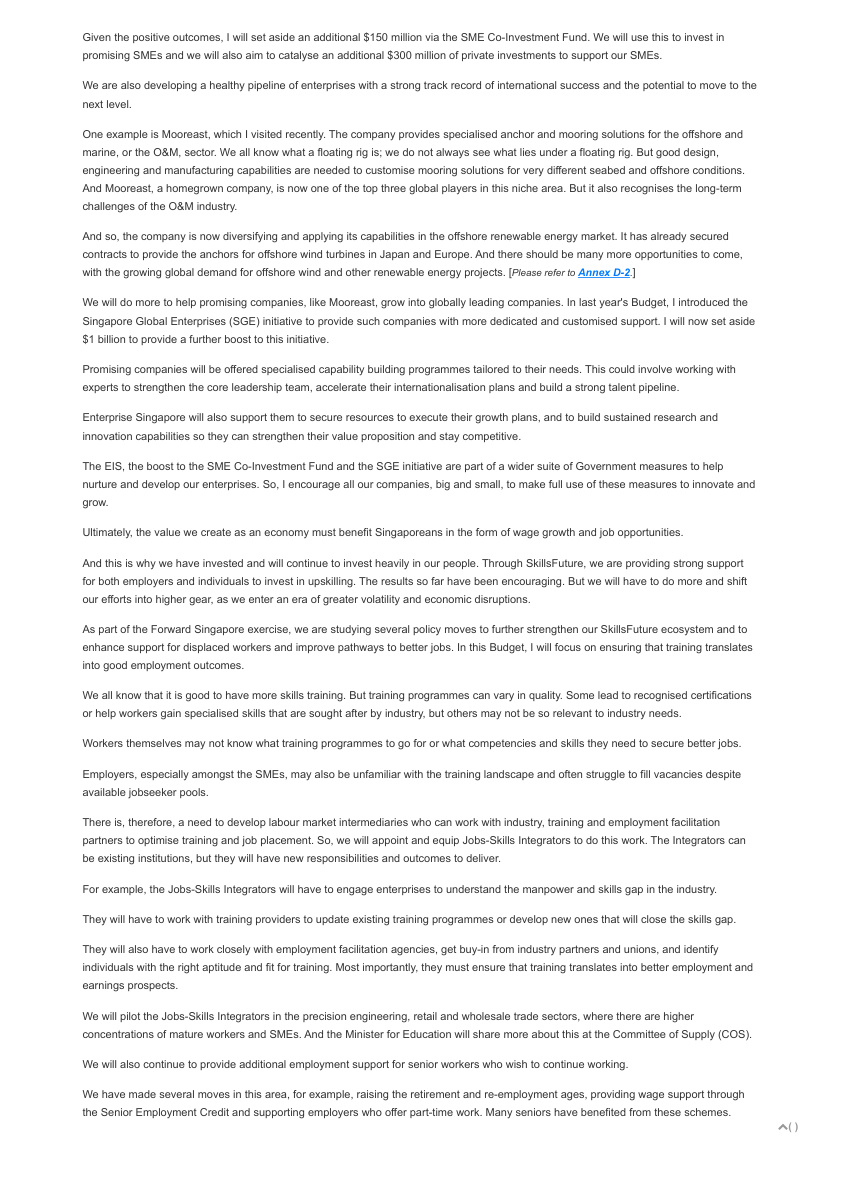 Given the positive outcomes, I will set aside an additional $150 million via the SME Co-Investment Fund. We will use this to invest in
promising SMEs and we will also aim to catalyse an additional $300 million of private investments to support our SMEs.
We are also developing a healthy pipeline of enterprises with a strong track record of international success and the potential to move to the
next level.
One example is Mooreast, which I visited recently. The company provides specialised anchor and mooring solutions for the offshore and
marine, or the O&M, sector. We all know what a floating rig is; we do not always see what lies under a floating rig. But good design,
engineering and manufacturing capabilities are needed to customise mooring solutions for very different seabed and offshore conditions.
And Mooreast, a homegrown company, is now one of the top three global players in this niche area. But it also recognises the long-term
challenges of the O&M industry.
And so, the company is now diversifying and applying its capabilities in the offshore renewable energy market. It has already secured
contracts to provide the anchors for offshore wind turbines in Japan and Europe. And there should be many more opportunities to come,
with the growing global demand for offshore wind and other renewable energy projects. [Please refer to Annex D-2.]
We will do more to help promising companies, like Mooreast, grow into globally leading companies. In last year's Budget, I introduced the
Singapore Global Enterprises (SGE) initiative to provide such companies with more dedicated and customised support. I will now set aside
$1 billion to provide a further boost to this initiative.
Promising companies will be offered specialised capability building programmes tailored to their needs. This could involve working with
experts to strengthen the core leadership team, accelerate their internationalisation plans and build a strong talent pipeline.
Enterprise Singapore will also support them to secure resources to execute their growth plans, and to build sustained research and
innovation capabilities so they can strengthen their value proposition and stay competitive.
The EIS, the boost to the SME Co-Investment Fund and the SGE initiative are part of a wider suite of Government measures to help
nurture and develop our enterprises. So, I encourage all our companies, big and small, to make full use of these measures to innovate and
grow.
Ultimately, the value we create as an economy must benefit Singaporeans in the form of wage growth and job opportunities.
And this is why we have invested and will continue to invest heavily in our people. Through SkillsFuture, we are providing strong support
for both employers and individuals to invest in upskilling. The results so far have been encouraging. But we will have to do more and shift
our efforts into higher gear, as we enter an era of greater volatility and economic disruptions.
As part of the Forward Singapore exercise, we are studying several policy moves to further strengthen our SkillsFuture ecosystem and to
enhance support for displaced workers and improve pathways to better jobs. In this Budget, I will focus on ensuring that training translates
into good employment outcomes.
We all know that it is good to have more skills training. But training programmes can vary in quality. Some lead to recognised certifications
or help workers gain specialised skills that are sought after by industry, but others may not be so relevant to industry needs.
Workers themselves may not know what training programmes to go for or what competencies and skills they need to secure better jobs.
Employers, especially amongst the SMEs, may also be unfamiliar with the training landscape and often struggle to fill vacancies despite
available jobseeker pools.
There is, therefore, a need to develop labour market intermediaries who can work with industry, training and employment facilitation
partners to optimise training and job placement. So, we will appoint and equip Jobs-Skills Integrators to do this work. The Integrators can
be existing institutions, but they will have new responsibilities and outcomes to deliver.
For example, the Jobs-Skills Integrators will have to engage enterprises to understand the manpower and skills gap in the industry.
They will have to work with training providers to update existing training programmes or develop new ones that will close the skills gap.
They will also have to work closely with employment facilitation agencies, get buy-in from industry partners and unions, and identify
individuals with the right aptitude and fit for training. Most importantly, they must ensure that training translates into better employment and
earnings prospects.
We will pilot the Jobs-Skills Integrators in the precision engineering, retail and wholesale trade sectors, where there are higher
concentrations of mature workers and SMEs. And the Minister for Education will share more about this at the Committee of Supply (COS).
We will also continue to provide additional employment support for senior workers who wish to continue working.
We have made several moves in this area, for example, raising the retirement and re-employment ages, providing wage support through
the Senior Employment Credit and supporting employers who offer part-time work. Many seniors have benefited from these schemes.
( )